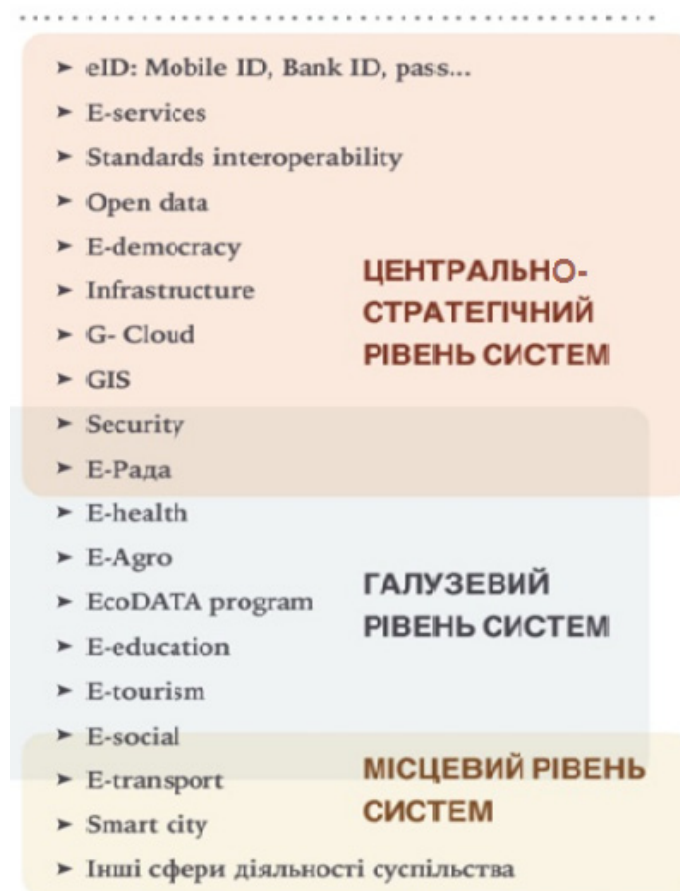 ➤ eID: Mobile ID, Bank ID, pass...
➤ E-services
➤ Standards interoperability
➤ Open data
➤ E-democracy
➤ Infrastructure
➤ G- Cloud
➤ GIS
➤ Security
➤ Е-Рада
ЦЕНТРАЛЬНО-
СТРАТЕГІЧНИЙ
РІВЕНЬ СИСТЕМ
➤ E-health
➤ E-Agro
➤ EcoDATA program
➤ E-education
➤ E-tourism
➤ E-social
ГАЛУЗЕВИЙ
РІВЕНЬ СИСТЕМ
➤ E-transport
➤ Smart city
➤ Інші сфери діяльності суспільства
МІСЦЕВИЙ РІВЕНЬ
СИСТЕМ